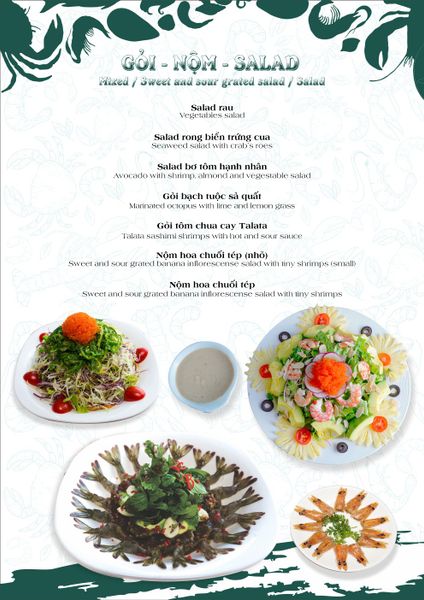 GỎI - NỘM - SALAD
Mixed / Sweet and sour grated salad / Salad
Salad rau
Vegetables salad
Salad rong biển trứng cua
Seaweed salad with crab's roes
Salad bơ tôm hạnh nhân
Avocado with shrimp, almond and vegestable salad
Gỏi bạch tuộc sả quất
Marinated octopus with lime and lemon grass
Gỏi tôm chua cay Talata
Talata sashimi shrimps with hot and sour sauce
Nộm hoa chuối tép (nhỏ)
Sweet and sour grated banana inflorescense salad with tiny shrimps (small)
Nộm hoa chuối tép
Sweet and sour grated banana inflorescense salad with tiny shrimps